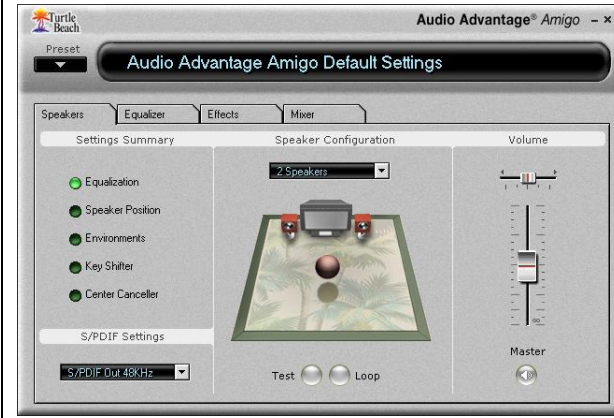 Turtle
Beach
Audio Advantage® Amigo
Preset
Audio Advantage Amigo Default Settings
Speakers
Equalizer
Effects
Mixer
Settings Summary
Speaker Configuration
Volume
2 Speakers
Equalization
Speaker Position
Environments
Key Shifter
Center Canceller
∞
S/PDIF Settings
S/PDIF Out 48KHz
Test
Loop
Master